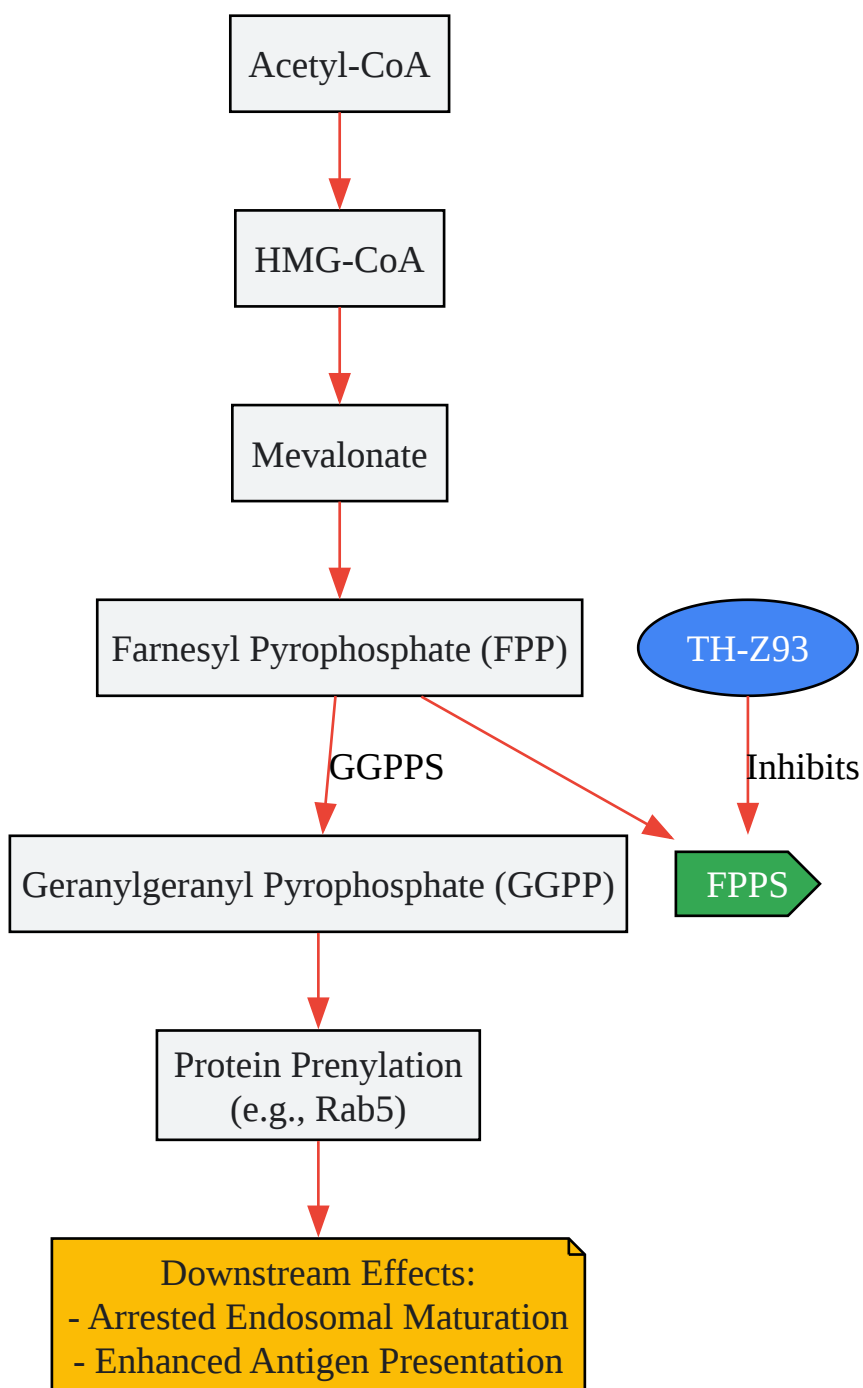 Acetyl-CoA
HMG-CoA
Mevalonate
Farnesyl Pyrophosphate (FPP)
TH-Z93
GGPPS
Inhibits
Geranylgeranyl Pyrophosphate (GGPP)
FPPS
Protein Prenylation
(e.g., Rab5)
Downstream Effects:
- Arrested Endosomal Maturation
- Enhanced Antigen Presentation